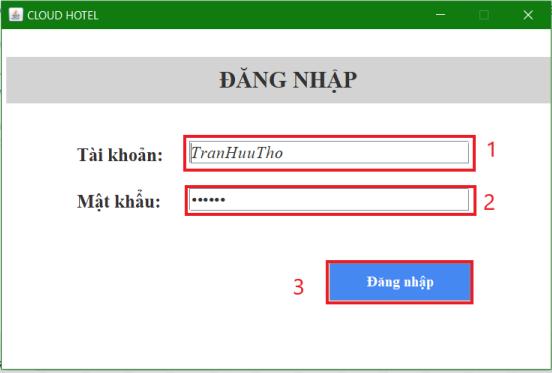 CLOUD HOTEL
ĐĂNG NHẬP
Tài khoản: TranHuuTho 1
Mật khẩu: •••••• 2
3 Đăng nhập